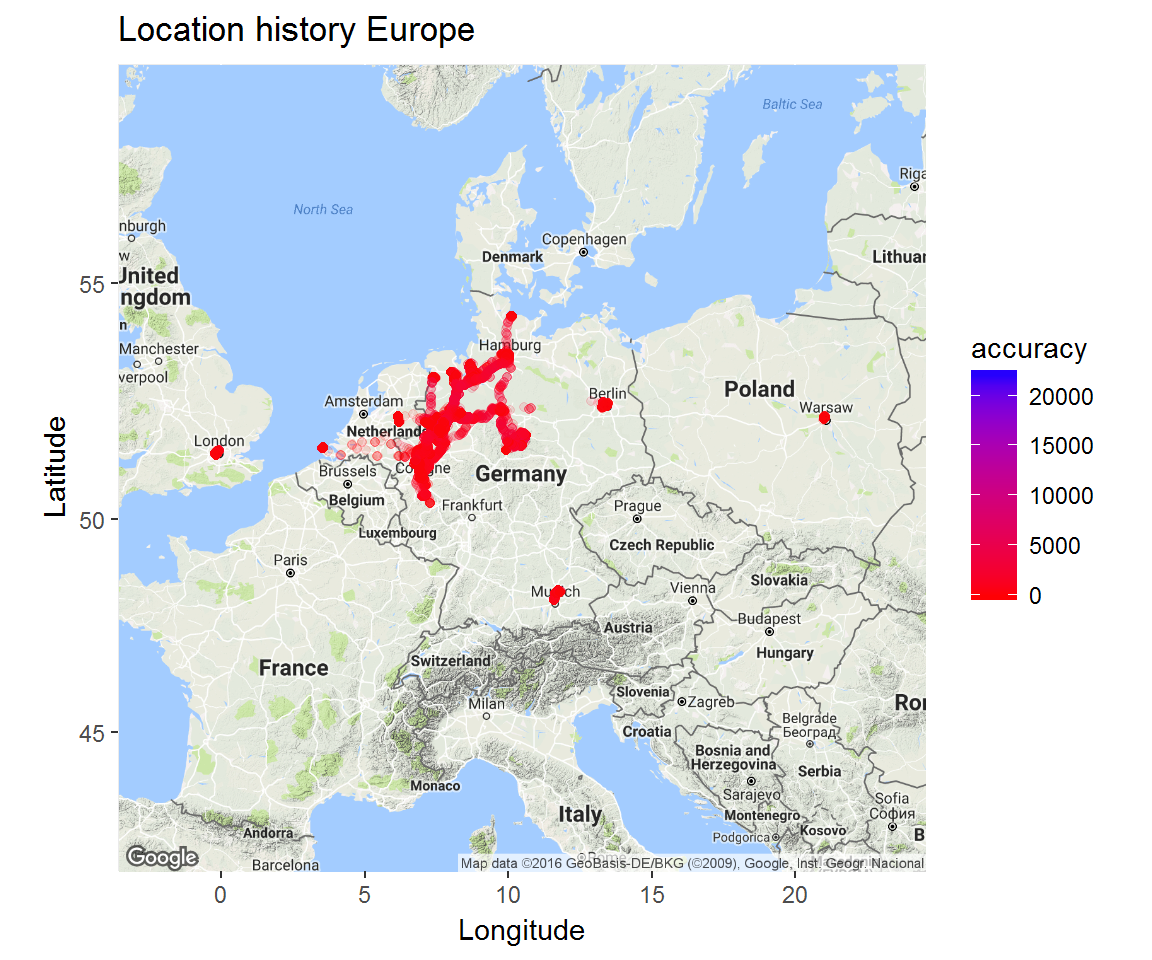 Location history Europe
Baltic Sea
Riga
North Sea
nburgh
w
Copenhagen
Denmark
Lithuar
United
ngdom
55
n
Manchester
verpool
Hamburg
accuracy
20000
15000
10000
5000
0
Amsterdam
Netherlands
Berlin
Poland
Warsaw
London
Latitude
Brussels
Belgium
Cologne
Germany
Frankfurt
Luxembourg
50
Prague
Czech Republic
Paris
Munich
Vienna
Slovakia
Austria
Budapest
Hungary
France
Switzerland
Slovenia
Zagreb
Ror
Milan
Croatia
Belgrade
Београд
45
Bosnia and
Herzegovina
Serbia
Monaco
Sarajevo
Montenegro
Sofia
София
Italy
Andorra
Podgorica
Kosovo
B
Barcelona
Google
Rome
Map data ©2016 GeoBasis-DE/BKG (©2009), Google, Inst. Geogr. Nacional
0
5
10
15
20
Longitude